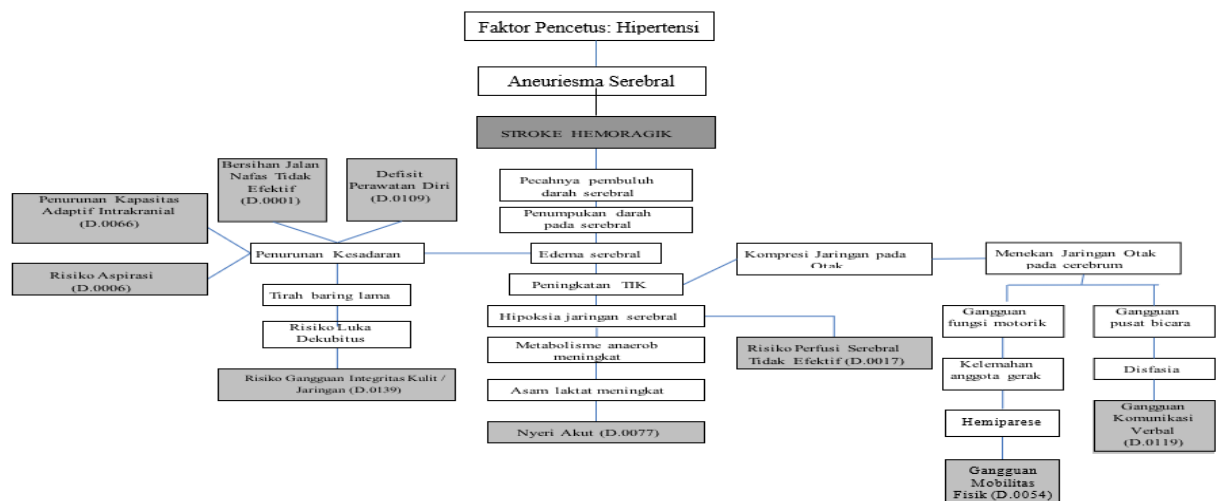 Faktor Pencetus: Hipertensi
Aneuriesma Serebral
STROKE HEMORAGIK
Bersihan Jalan
Nafas Tidak
Efektif
(D.0001)
Defisit
Perawatan Diri
(D.0109)
Pecahnya pembuluh
darah serebral
Penurunan Kapasitas
Adaptif Intrakranial
(D.0066)
Penumpukan darah
pada serebral
Penurunan Kesadaran
Edema serebral
Kompresi Jaringan pada
Otak
Menekan Jaringan Otak
pada cerebrum
Risiko Aspirasi
(D.0006)
Peningkatan TIK
Tirah baring lama
Hipoksia jaringan serebral
Gangguan
fungsi motorik
Gangguan
pusat bicara
Risiko Luka
Dekubitus
Metabolisme anaerob
meningkat
Risiko Perfusi Serebral
Tidak Efektif (D.0017)
Kelemahan
anggota gerak
Disfasia
Risiko Gangguan Integritas Kulit /
Jaringan (D.0139)
Asam laktat meningkat
Hemiparese
Gangguan
Komunikasi
Verbal
(D.0119)
Nyeri Akut (D.0077)
Gangguan
Mobilitas
Fisik (D.0054)